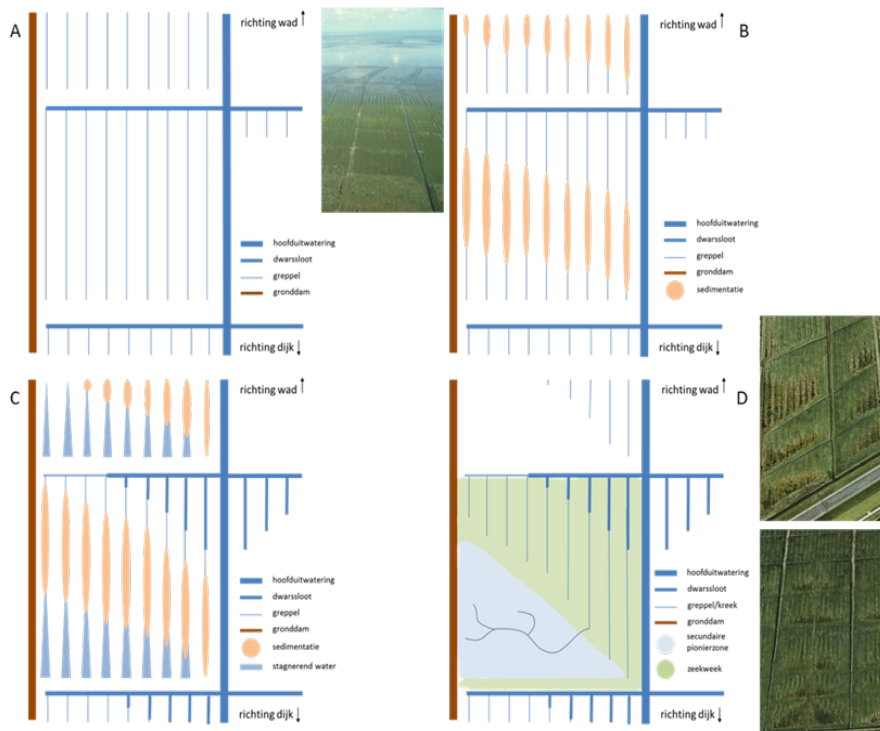 A
richting wad
hoofduitwatering
dwarssloot
greppel
gronddam
richting dijk
B
richting wad
hoofduitwatering
dwarssloot
greppel
gronddam
sedimentatie
richting dijk
C
richting wad
hoofduitwatering
dwarssloot
greppel
gronddam
sedimentatie
stagnerend water
richting dijk
D
richting wad
hoofduitwatering
dwarssloot
greppel/kreek
gronddam
secundaire
pionierzone
zeekweek
richting dijk